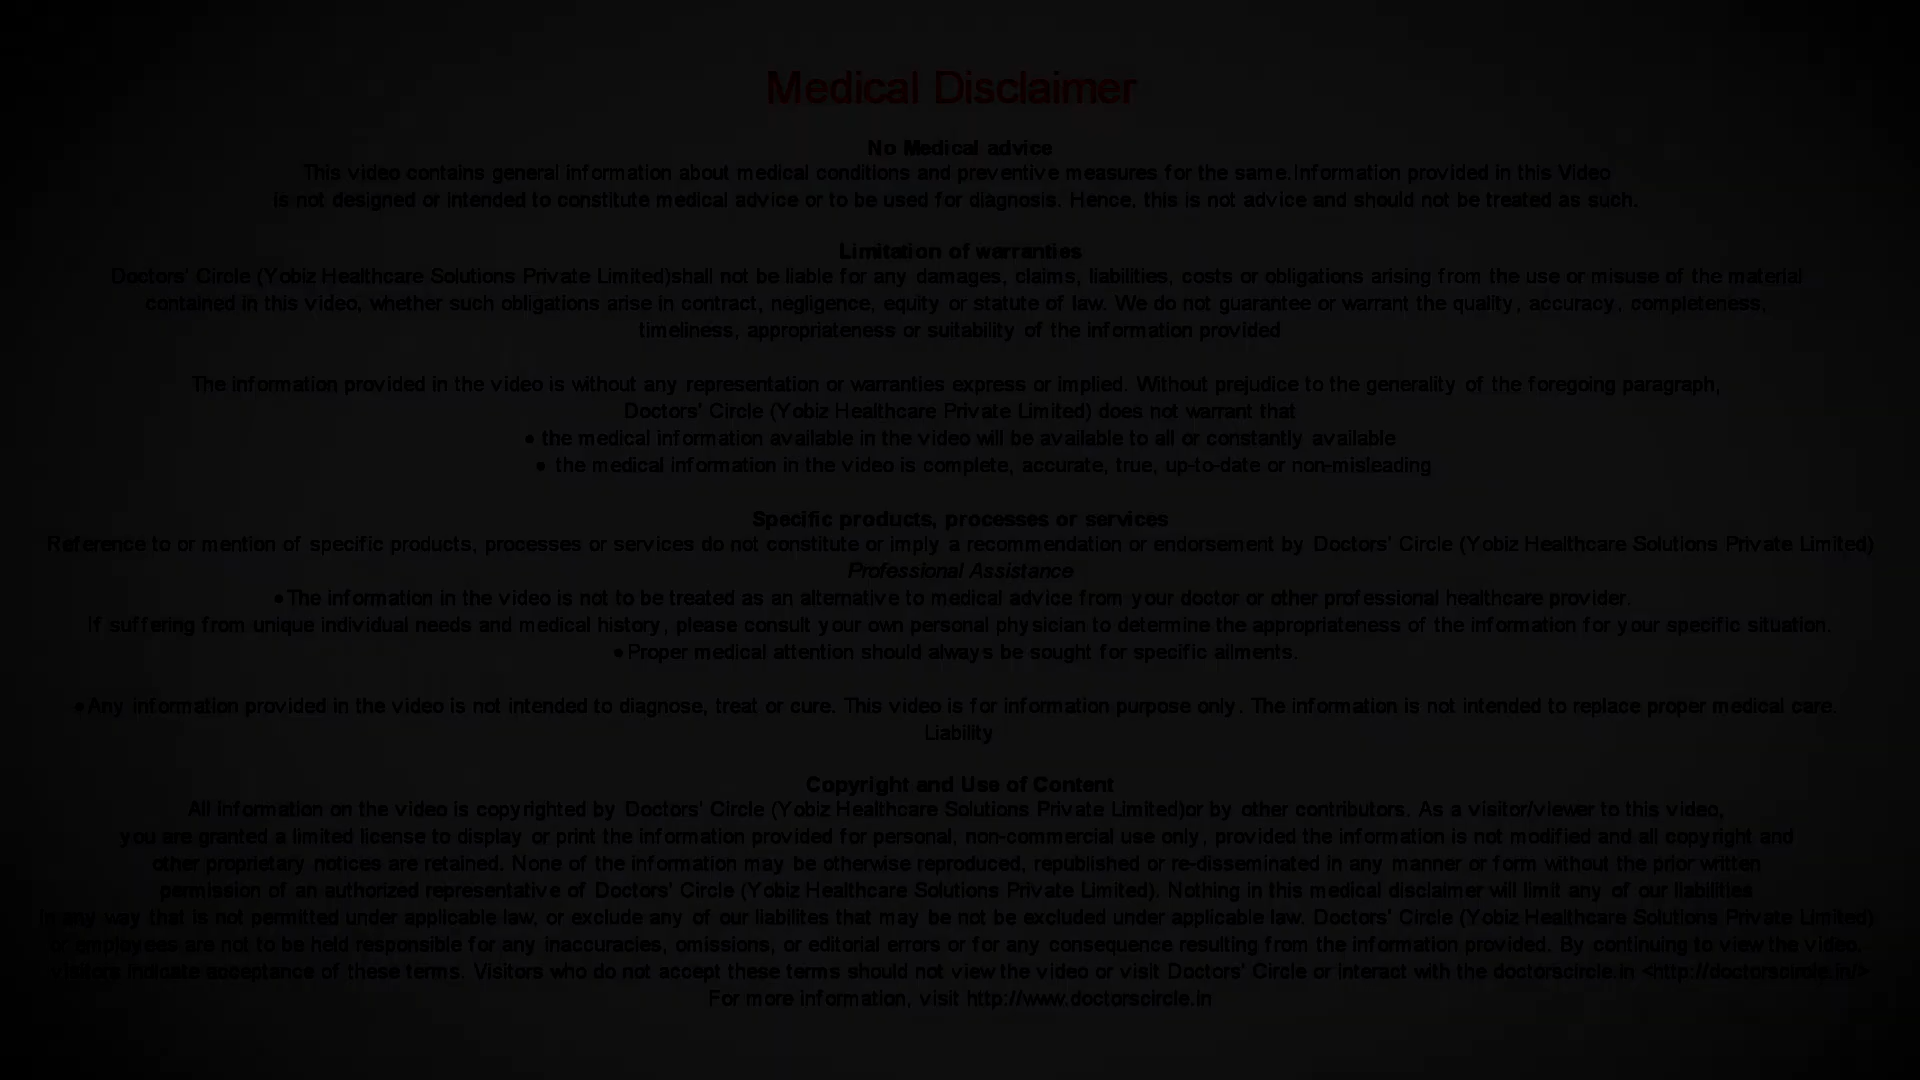 Medical Disclaimer
No Medical advice
This video contains general information about medical conditions and preventive measures for the same.Information provided in this Video
is not designed or intended to constitute medical advice or to be used for diagnosis. Hence, this is not advice and should not be treated as such.
Limitation of warranties
Doctors' Circle (Yobiz Healthcare Solutions Private Limited)shall not be liable for any damages, claims, liabilities, costs or obligations arising from the use or misuse of the material
contained in this video, whether such obligations arise in contract, negligence, equity or statute of law. We do not guarantee or warrant the quality, accuracy, completeness,
timeliness, appropriateness or suitability of the information provided
The information provided in the video is without any representation or warranties express or implied. Without prejudice to the generality of the foregoing paragraph,
Doctors' Circle (Yobiz Healthcare Private Limited) does not warrant that
• the medical information available in the video will be available to all or constantly available
• the medical information in the video is complete, accurate, true, up-to-date or non-misleading
Specific products, processes or services
Reference to or mention of specific products, processes or services do not constitute or imply a recommendation or endorsement by Doctors' Circle (Yobiz Healthcare Solutions Private Limited)
Professional Assistance
•The information in the video is not to be treated as an alternative to medical advice from your doctor or other professional healthcare provider.
If suffering from unique individual needs and medical history, please consult your own personal physician to determine the appropriateness of the information for your specific situation.
•Proper medical attention should always be sought for specific ailments.
•Any information provided in the video is not intended to diagnose, treat or cure. This video is for information purpose only. The information is not intended to replace proper medical care.
Liability
Copyright and Use of Content
All information on the video is copyrighted by Doctors' Circle (Yobiz Healthcare Solutions Private Limited)or by other contributors. As a visitor/viewer to this video,
you are granted a limited license to display or print the information provided for personal, non-commercial use only, provided the information is not modified and all copyright and
other proprietary notices are retained. None of the information may be otherwise reproduced, republished or re-disseminated in any manner or form without the prior written
permission of an authorized representative of Doctors' Circle (Yobiz Healthcare Solutions Private Limited). Nothing in this medical disclaimer will limit any of our liabilities
in any way that is not permitted under applicable law, or exclude any of our liabilites that may be not be excluded under applicable law. Doctors' Circle (Yobiz Healthcare Solutions Private Limited)
or employees are not to be held responsible for any inaccuracies, omissions, or editorial errors or for any consequence resulting from the information provided. By continuing to view the video,
visitors indicate acceptance of these terms. Visitors who do not accept these terms should not view the video or visit Doctors' Circle or interact with the doctorscircle.in <http://doctorscircle.in/>
For more information, visit http://www.doctorscircle.in